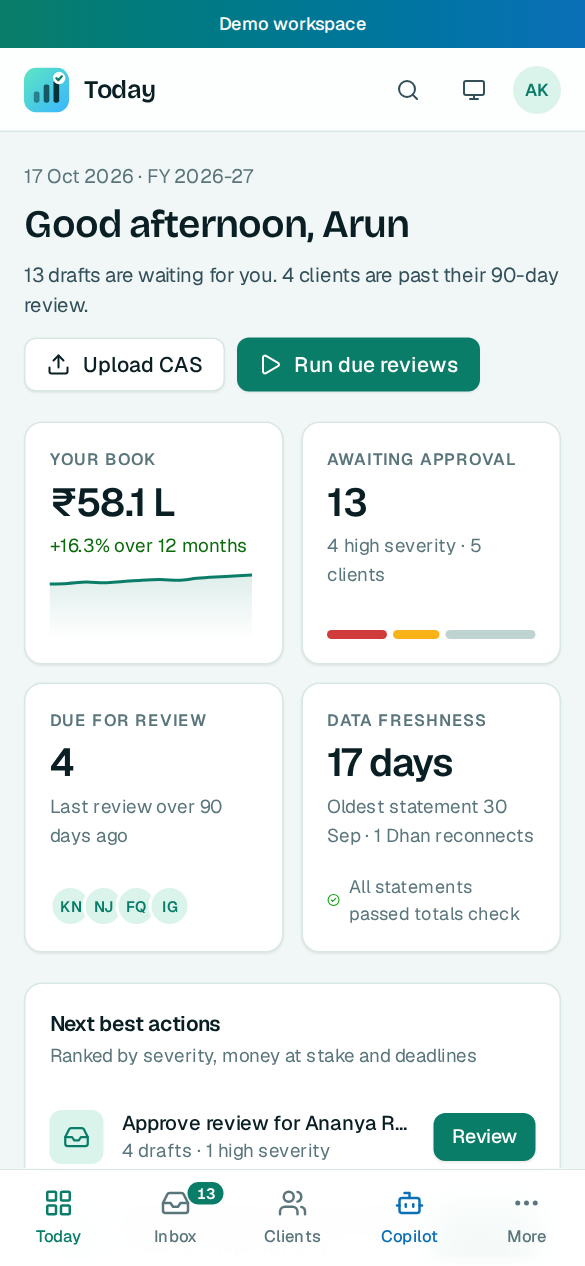 Demo workspace
Today
AK
17 Oct 2026 · FY 2026-27
Good afternoon, Arun
13 drafts are waiting for you. 4 clients are past their 90-day
review.
Upload CAS
Run due reviews
YOUR BOOK
₹58.1 L
+16.3% over 12 months
AWAITING APPROVAL
13
4 high severity · 5
clients
DUE FOR REVIEW
4
Last review over 90
days ago
KN NJ FQ IG
DATA FRESHNESS
17 days
Oldest statement 30
Sep · 1 Dhan reconnects
All statements
passed totals check
Next best actions
Ranked by severity, money at stake and deadlines
Approve review for Ananya R...
4 drafts · 1 high severity
Review
Today
Inbox
13
Clients
Copilot
More